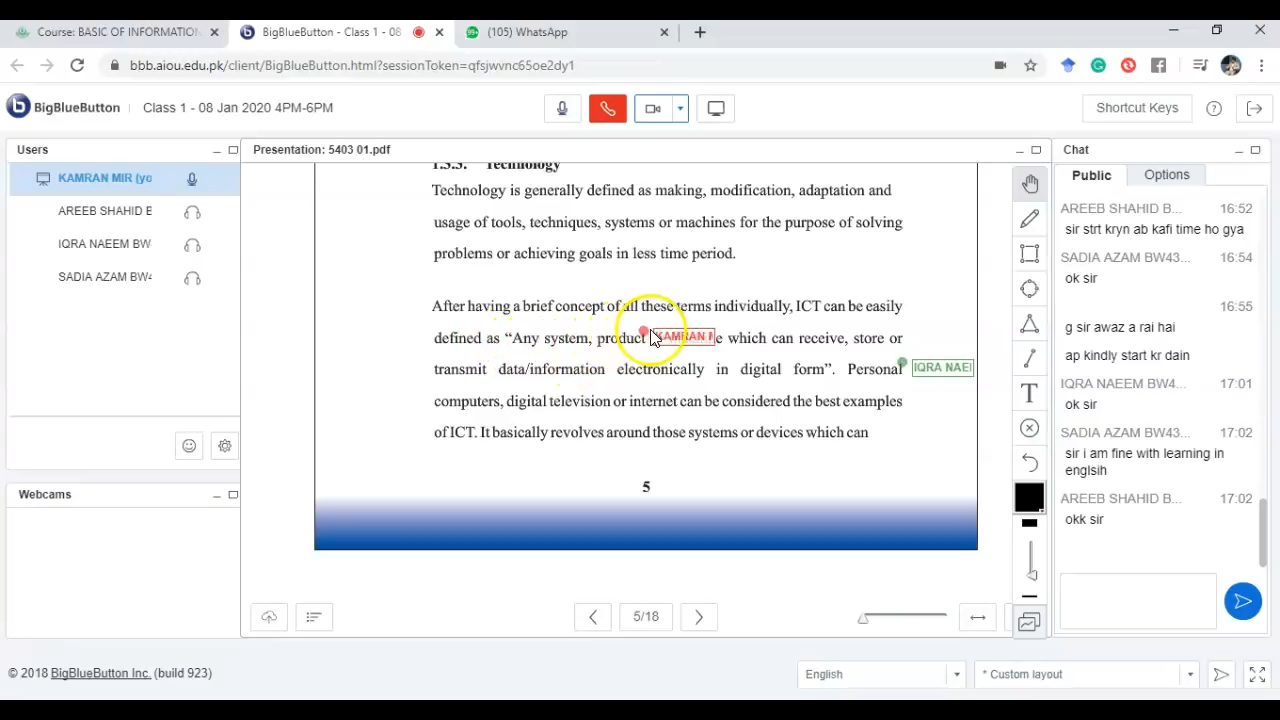 Course: BASIC OF INFORMATION
BigBlueButton - Class 1 - 08
(105) WhatsApp
bbb.aiou.edu.pk/client/BigBlueButton.html?sessionToken=qfsjwvnc65oe2dy1
BigBlueButton
Class 1 - 08 Jan 2020 4PM-6PM
Shortcut Keys
Users
KAMRAN MIR (yo
AREEB SHAHID B
IQRA NAEEM BW
SADIA AZAM BW4
Webcams
Presentation: 5403 01.pdf
1.S.S. Technology
Technology is generally defined as making, modification, adaptation and
usage of tools, techniques, systems or machines for the purpose of solving
problems or achieving goals in less time period.
After having a brief concept of all these terms individually, ICT can be easily
defined as “Any system, product KAMRAN M e which can receive, store or
transmit data/information electronically in digital form”. Personal
IQRA NAEI
computers, digital television or internet can be considered the best examples
of ICT. It basically revolves around those systems or devices which can
5
5/18
Chat
Public
Options
AREEB SHAHID B... 16:52
sir strt kryn ab kafi time ho gya
SADIA AZAM BW43... 16:54
ok sir
16:55
g sir awaz a rai hai
ap kindly start kr dain
IQRA NAEEM BW4... 17:01
ok sir
SADIA AZAM BW43... 17:02
sir i am fine with learning in
englsih
AREEB SHAHID B... 17:02
okk sir
© 2018 BigBlueButton Inc. (build 923)
English
* Custom layout